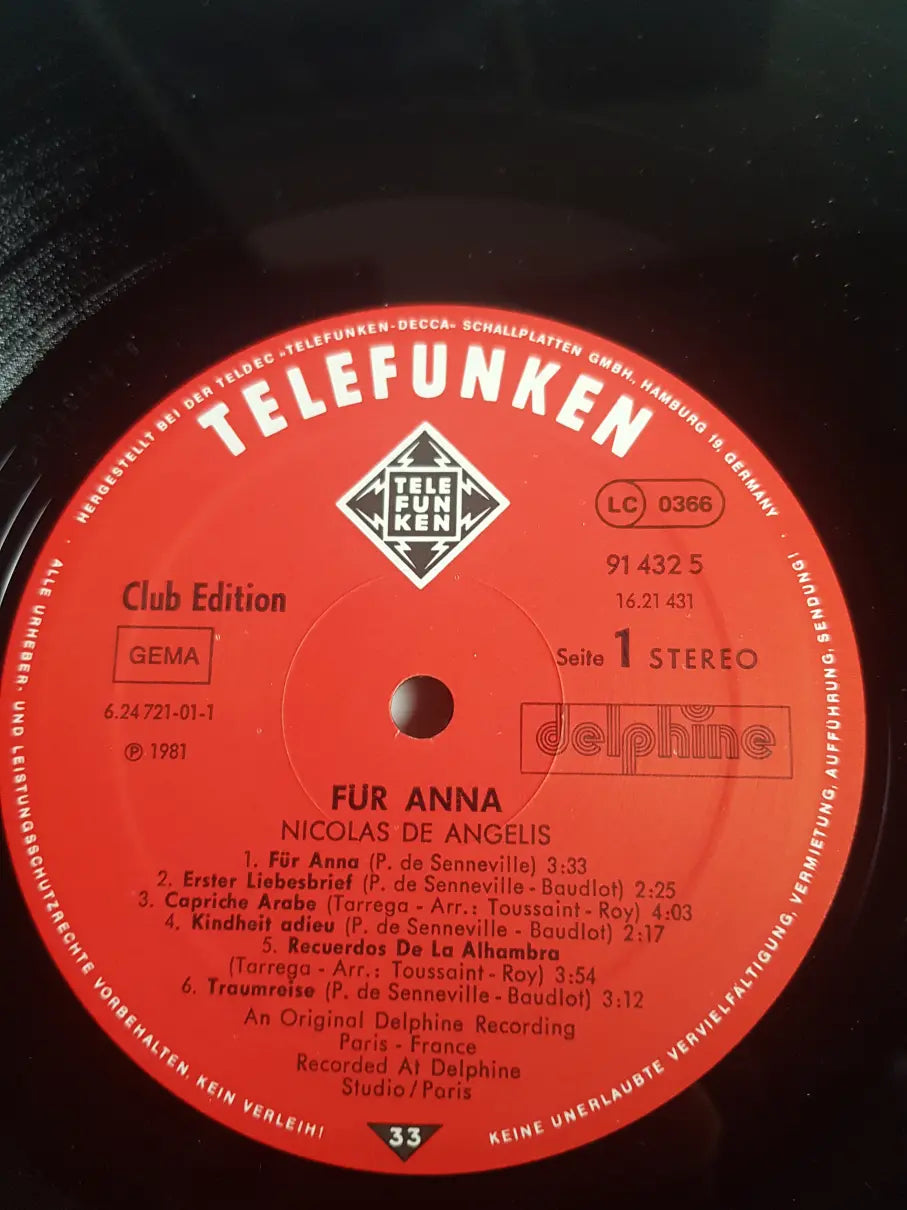 HERGESTELLT BEI DER TELDEC »TELEFUNKEN-DECCA« SCHALLPLATTEN GMBH., HAMBURG 19, GERMANY
TELEFUNKEN
TELE
FUN
KEN
LC 0366
91 432 5
16.21 431
Club Edition
GEMA
Seite 1 STEREO
6.24 721-01-1
℗ 1981
delphine
FÜR ANNA
NICOLAS DE ANGELIS
1. Für Anna (P. de Senneville) 3:33
2. Erster Liebesbrief (P. de Senneville - Baudlot) 2:25
3. Capriche Arabe (Tarrega - Arr.: Toussaint - Roy) 4:03
4. Kindheit adieu (P. de Senneville - Baudlot) 2:17
5. Recuerdos De La Alhambra
(Tarrega - Arr.: Toussaint - Roy) 3:54
6. Traumreise (P. de Senneville - Baudlot) 3:12
An Original Delphine Recording
Paris - France
Recorded At Delphine
Studio/Paris
33
· ALLE URHEBER- UND LEISTUNGSSCHUTZRECHTE VORBEHALTEN, KEIN VERLEIH!
KEINE UNERLAUBTE VERVIELFÄLTIGUNG, VERMIETUNG, AUFFÜHRUNG, SENDUNG! ·